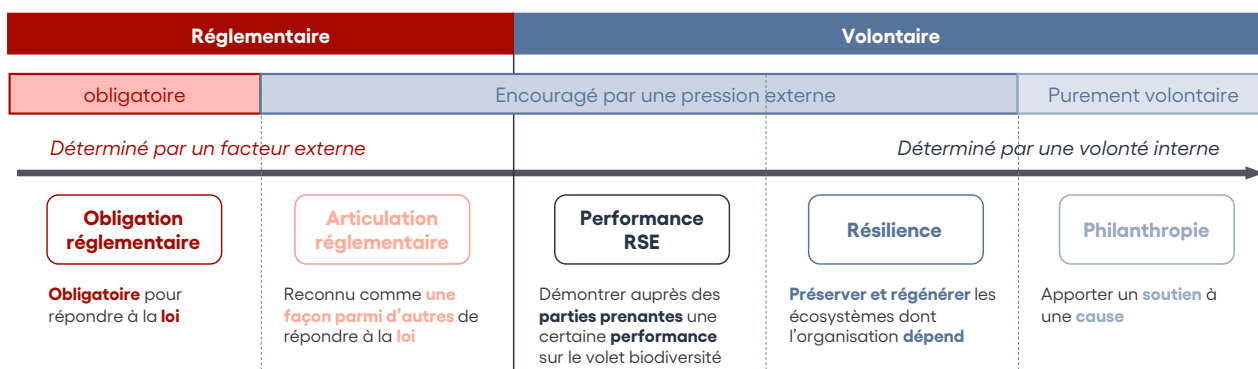 Réglementaire
Volontaire
obligatoire
Encouragé par une pression externe
Purement volontaire
Déterminé par un facteur externe
Déterminé par une volonté interne
Obligation
réglementaire
Articulation
réglementaire
Performance
RSE
Résilience
Philanthropie
Obligatoire pour
répondre à la loi
Reconnu comme une
façon parmi d'autres de
répondre à la loi
Démontrer auprès des
parties prenantes une
certaine performance
sur le volet biodiversité
Préserver et régénérer les
écosystèmes dont
l'organisation dépend
Apporter un soutien à
une cause